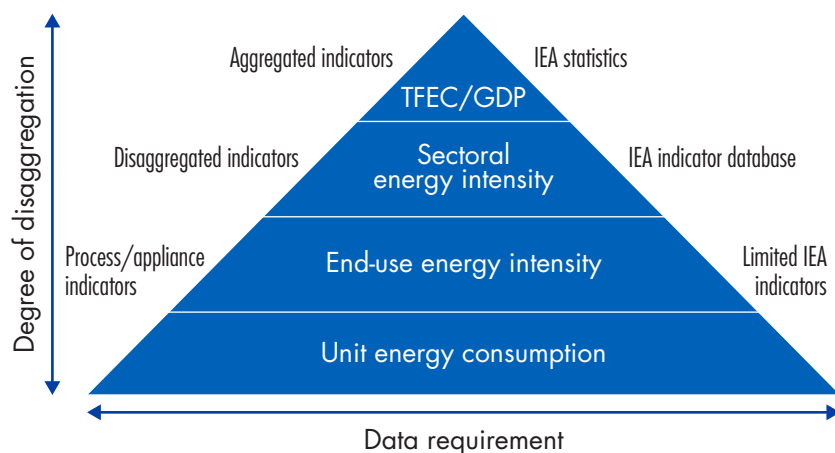 Aggregated indicators
IEA statistics
TFEC/GDP
Disaggregated indicators
Sectoral
energy intensity
IEA indicator database
Process/appliance
indicators
End-use energy intensity
Limited IEA
indicators
Unit energy consumption
Degree of disaggregation
Data requirement